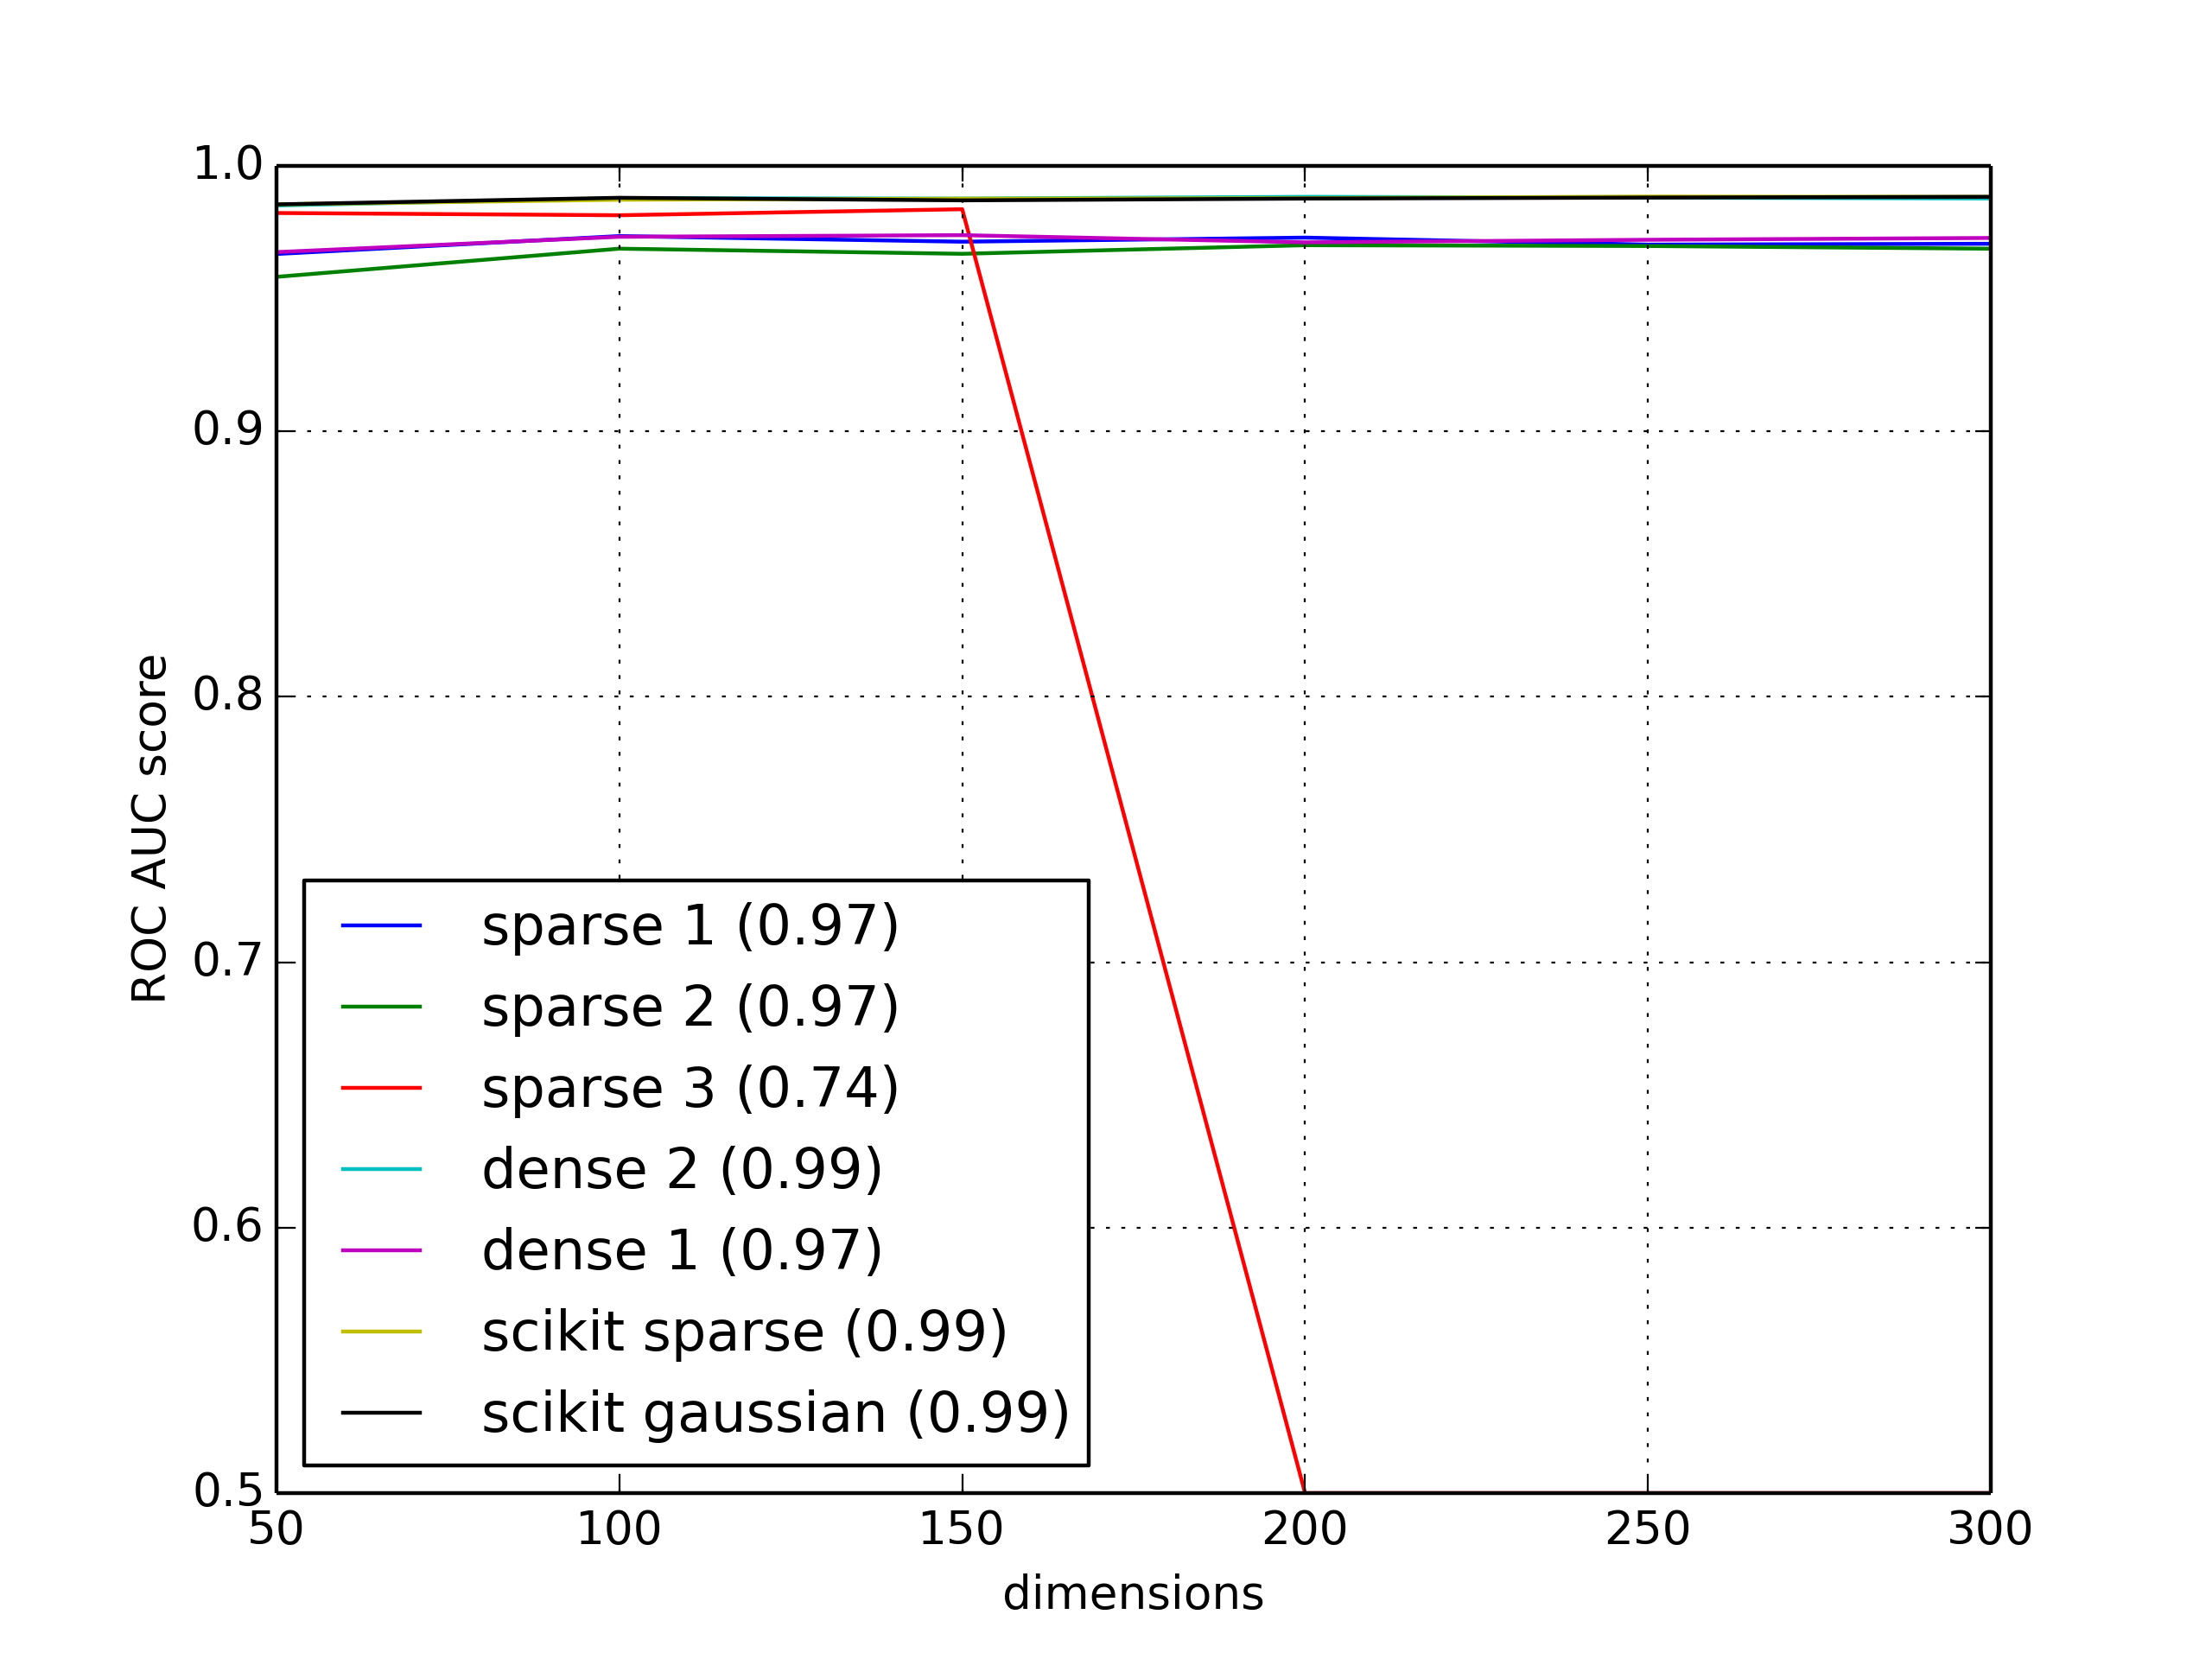 1.0
0.9
0.8
0.7
0.6
0.5
ROC AUC score
sparse 1 (0.97)
sparse 2 (0.97)
sparse 3 (0.74)
dense 2 (0.99)
dense 1 (0.97)
scikit sparse (0.99)
scikit gaussian (0.99)
50 100 150 200 250 300
dimensions